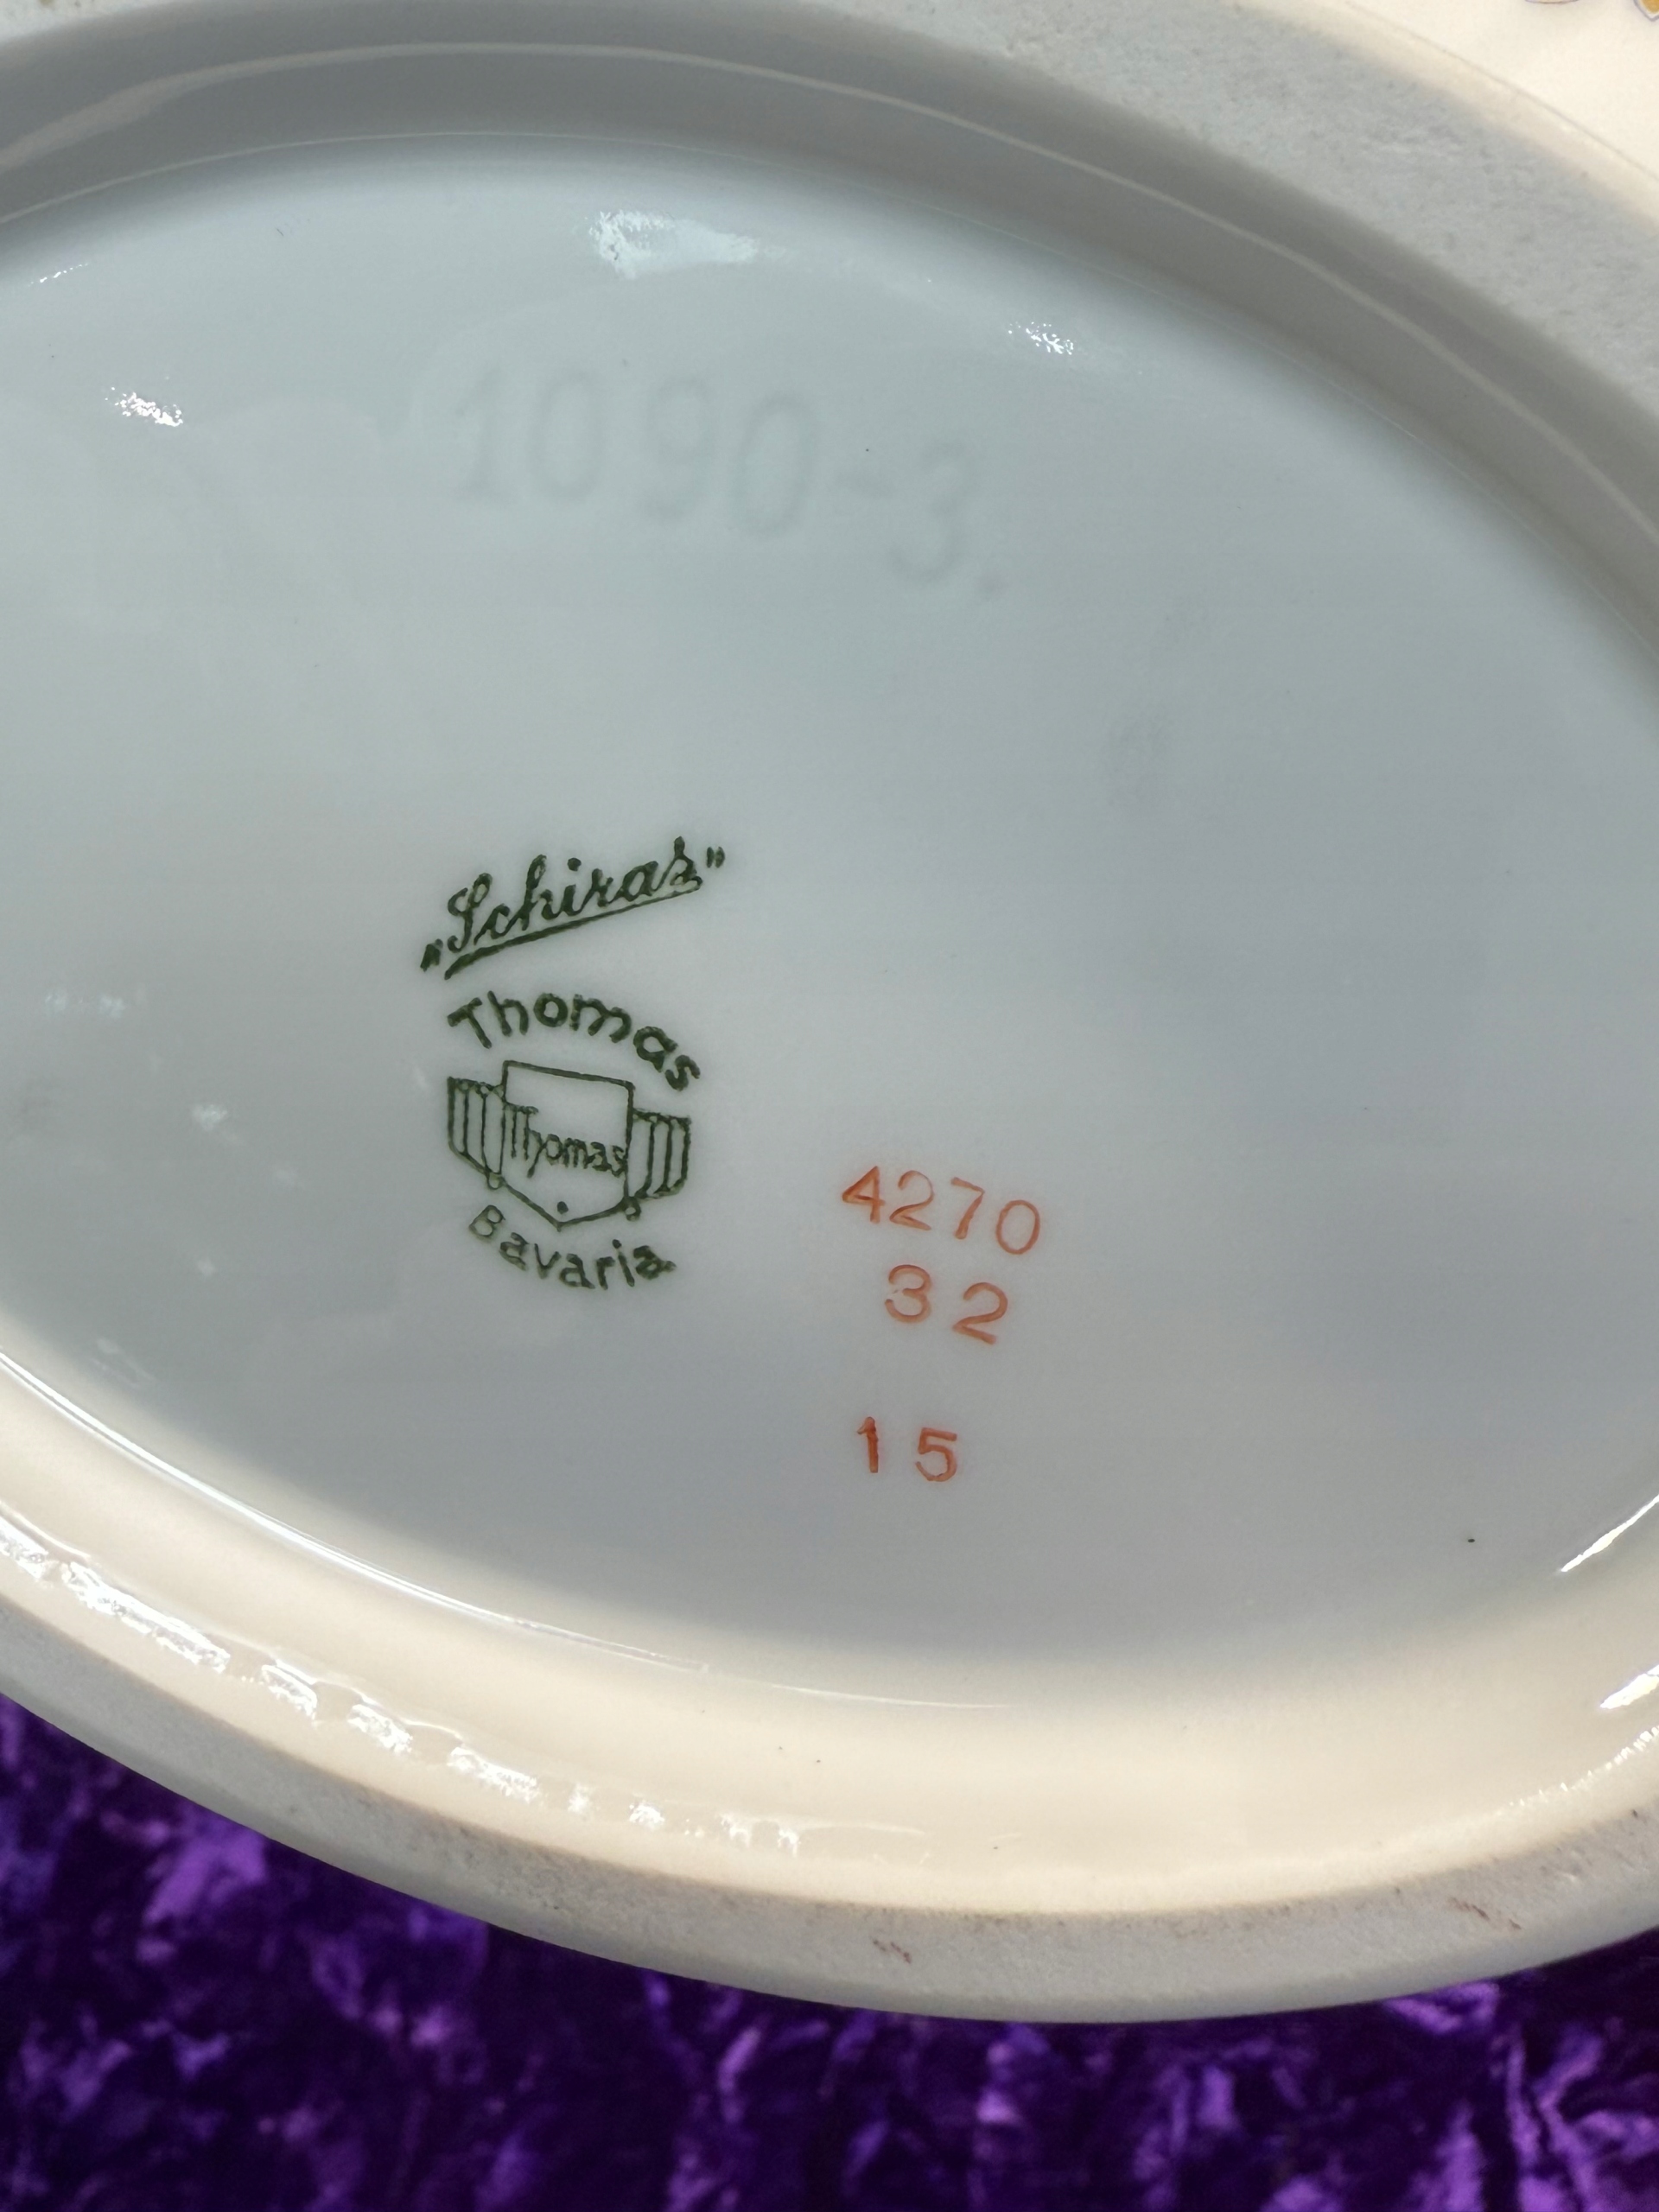 1090-3.
„Schiras”
Thomas
Thomas
Bavaria
4270
32
15